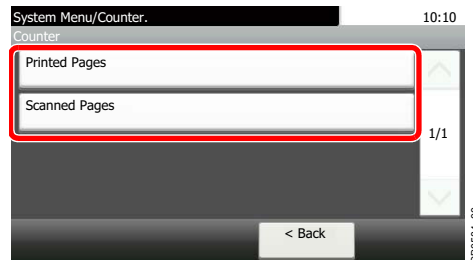 System Menu/Counter.
10:10
Counter
Printed Pages
Scanned Pages
1/1
< Back